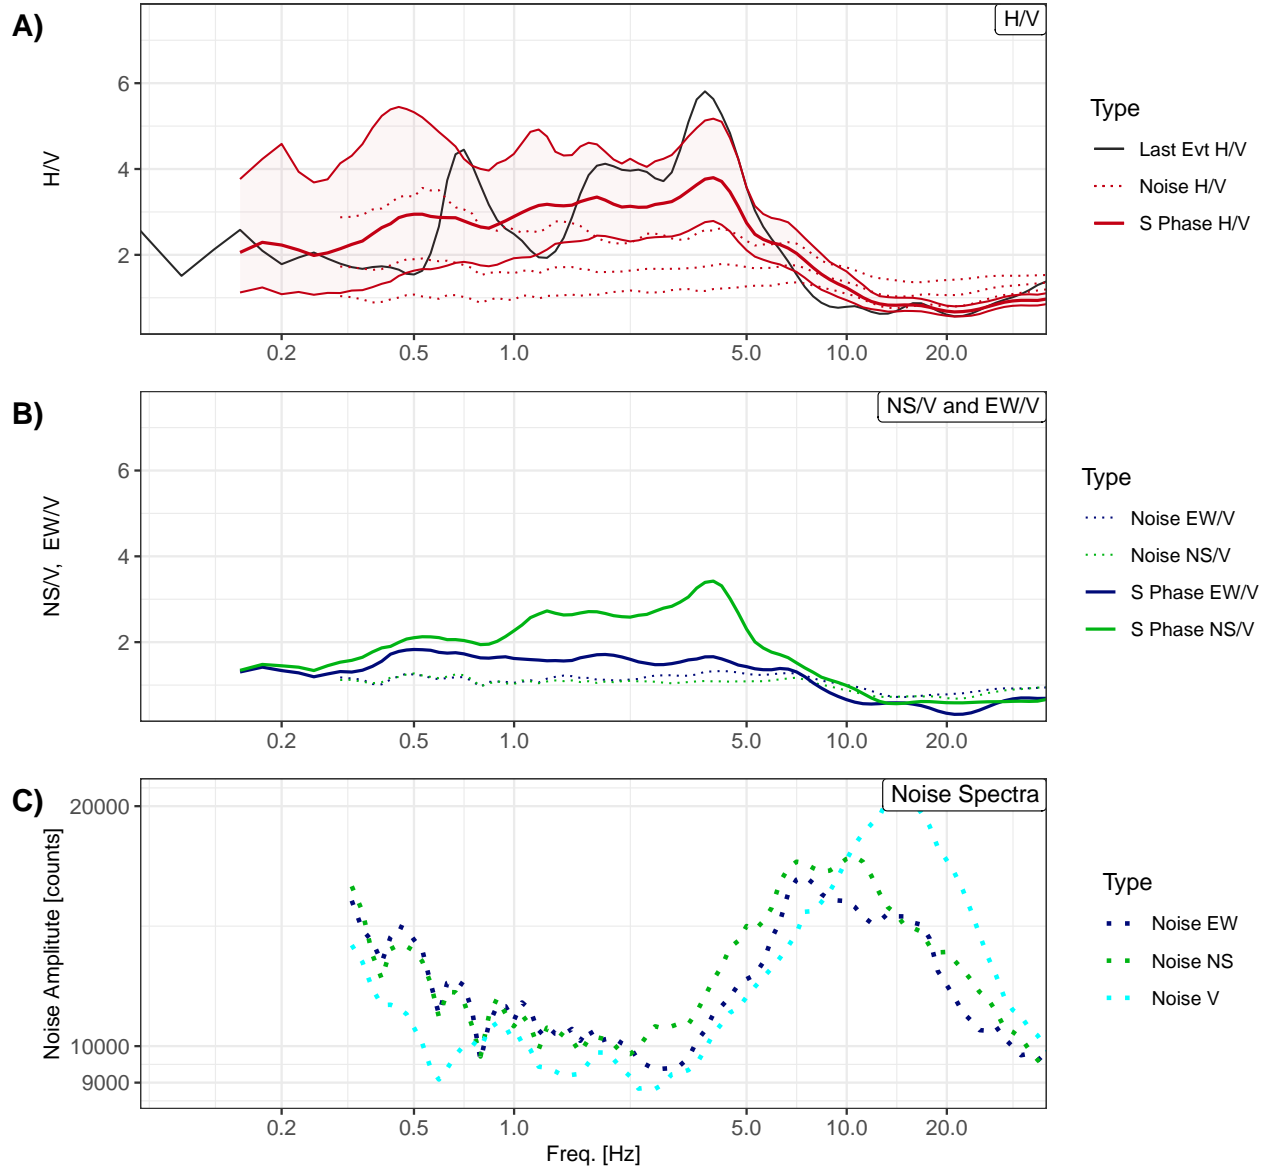 A)
H/V
6
4
2
H/V
0.2 0.5 1.0 5.0 10.0 20.0
Type
Last Evt H/V
Noise H/V
S Phase H/V
B)
NS/V and EW/V
6
4
2
NS/V, EW/V
0.2 0.5 1.0 5.0 10.0 20.0
Type
Noise EW/V
Noise NS/V
S Phase EW/V
S Phase NS/V
C)
Noise Spectra
20000
10000
9000
Noise Amplitute [counts]
0.2 0.5 1.0 5.0 10.0 20.0
Freq. [Hz]
Type
Noise EW
Noise NS
Noise V